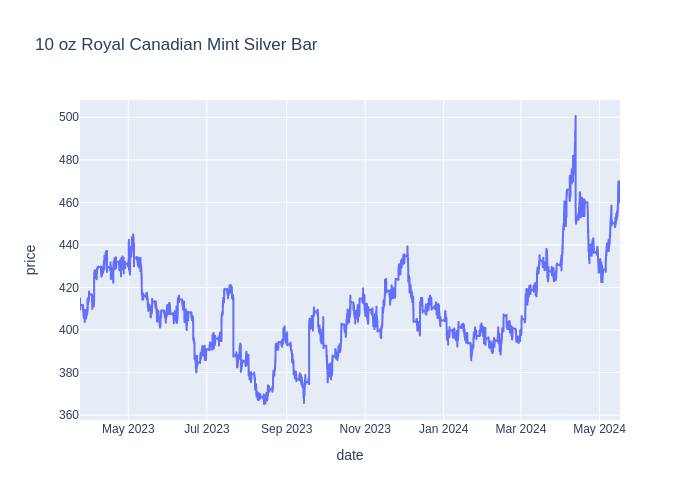 10 oz Royal Canadian Mint Silver Bar
500
480
460
440
420
400
380
360
price
May 2023 Jul 2023 Sep 2023 Nov 2023 Jan 2024 Mar 2024 May 2024
date